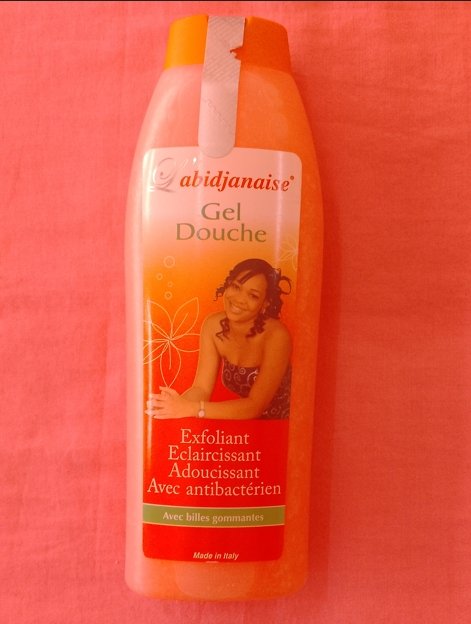 L'abidjanaise®
Gel
Douche
Exfoliant
Eclaircissant
Adoucissant
Avec antibactérien
Avec billes gommantes
Made in Italy